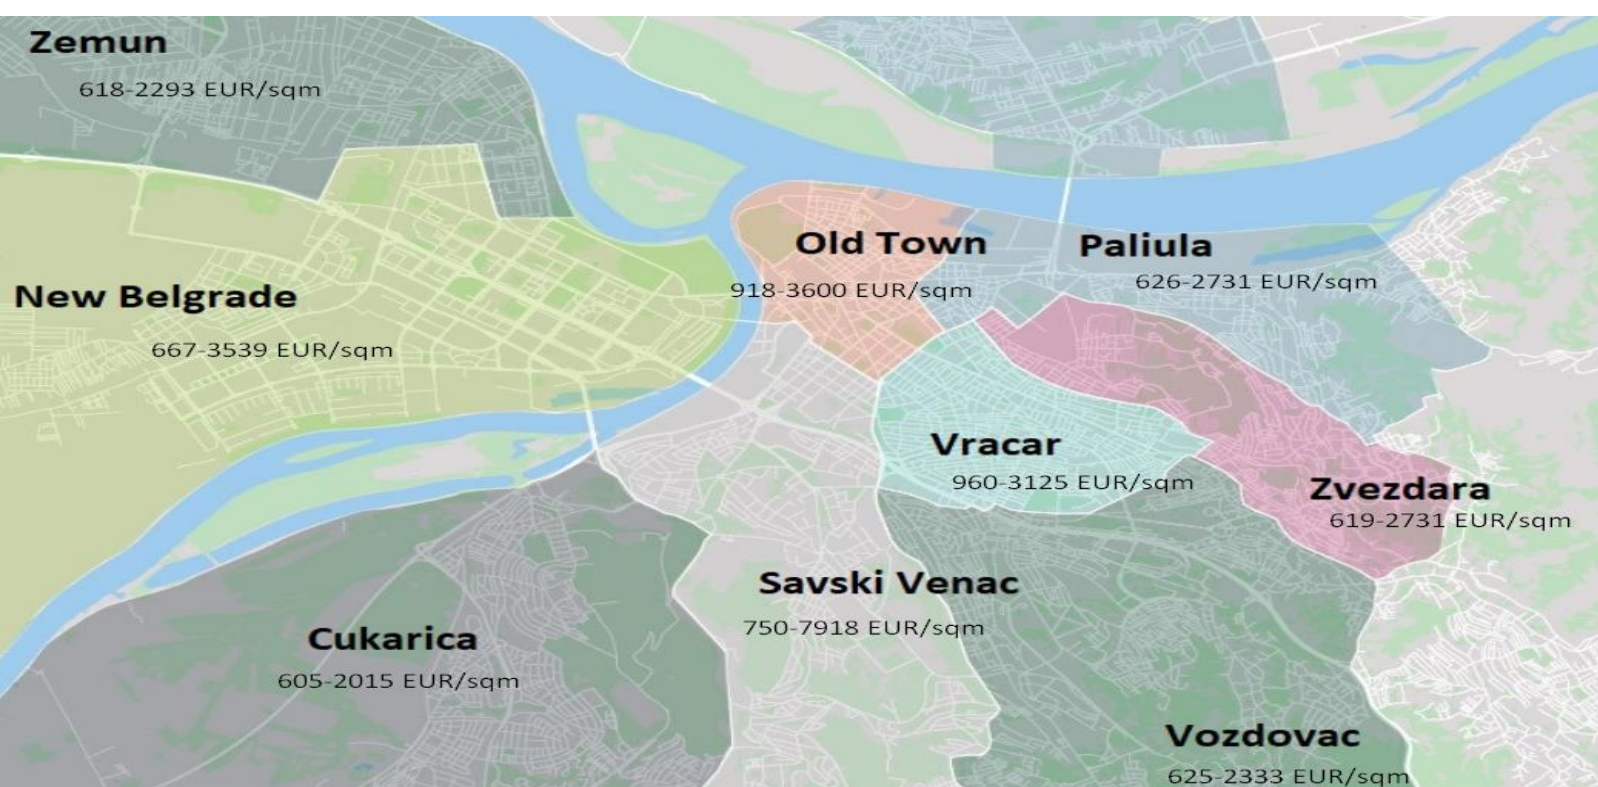 Zemun
618-2293 EUR/sqm
New Belgrade
667-3539 EUR/sqm
Old Town
918-3600 EUR/sqm
Paliula
626-2731 EUR/sqm
Vracar
960-3125 EUR/sqm
Zvezdara
619-2731 EUR/sqm
Savski Venac
750-7918 EUR/sqm
Cukarica
605-2015 EUR/sqm
Vozdovac
625-2333 EUR/sqm